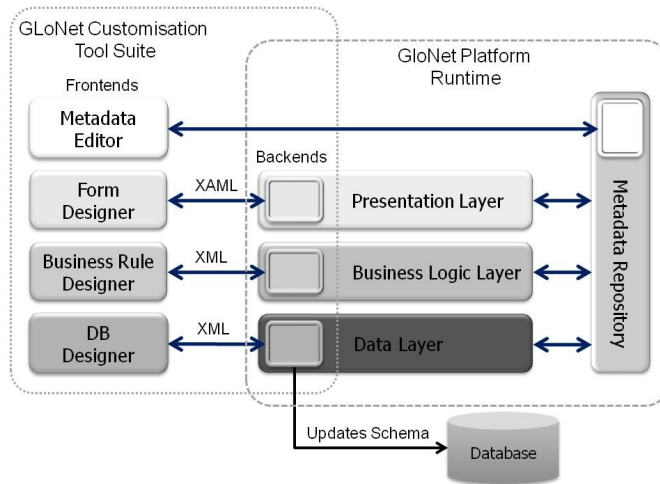 GLoNet Customisation
Tool Suite
GloNet Platform
Runtime
Frontends
Metadata
Editor
Backends
Form
Designer
XAML
Presentation Layer
Business Rule
Designer
XML
Business Logic Layer
DB
Designer
XML
Data Layer
Metadata Repository
Updates Schema
Database